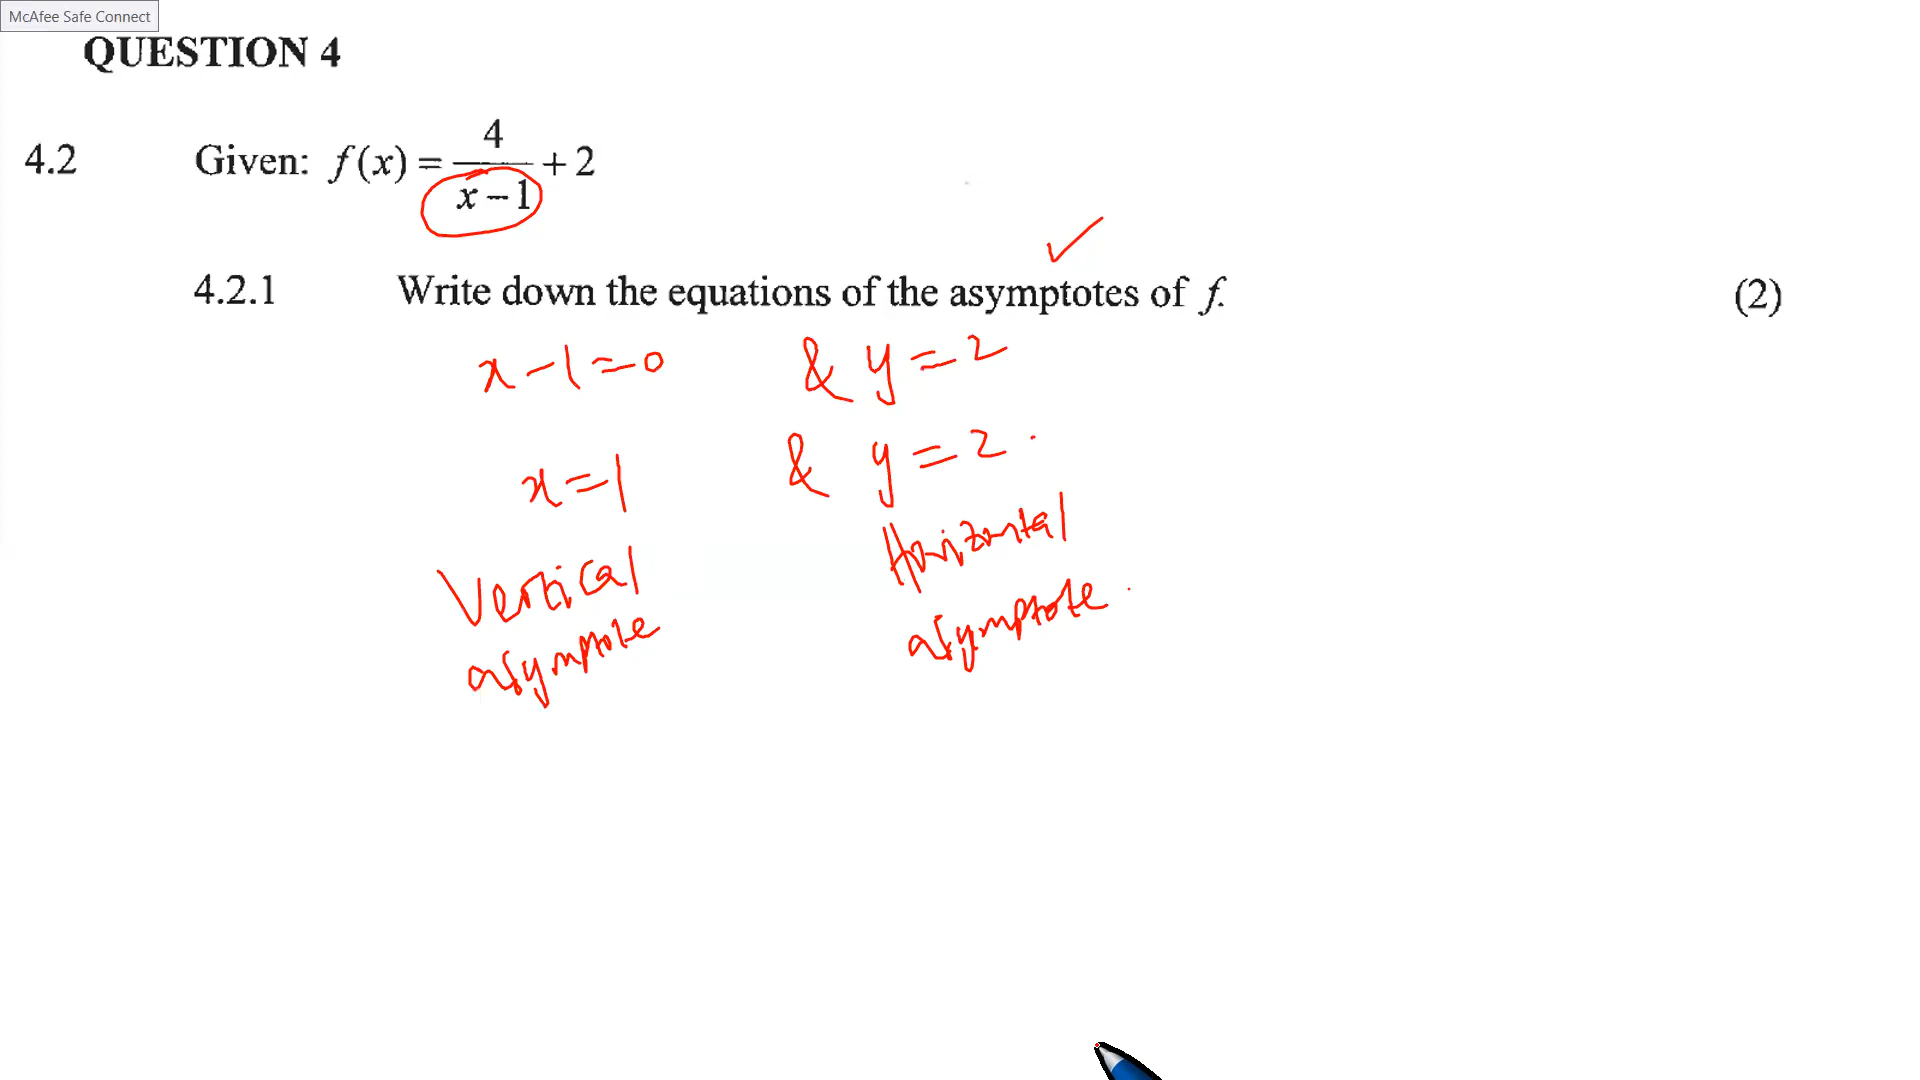 McAfee Safe Connect
QUESTION 4
4.2 Given: f(x) = 4/(x − 1) + 2
4.2.1 Write down the equations of the asymptotes of f. (2)
x − 1 = 0 & y = 2
x = 1 & y = 2.
Vertical asymptote
Horizontal asymptote.